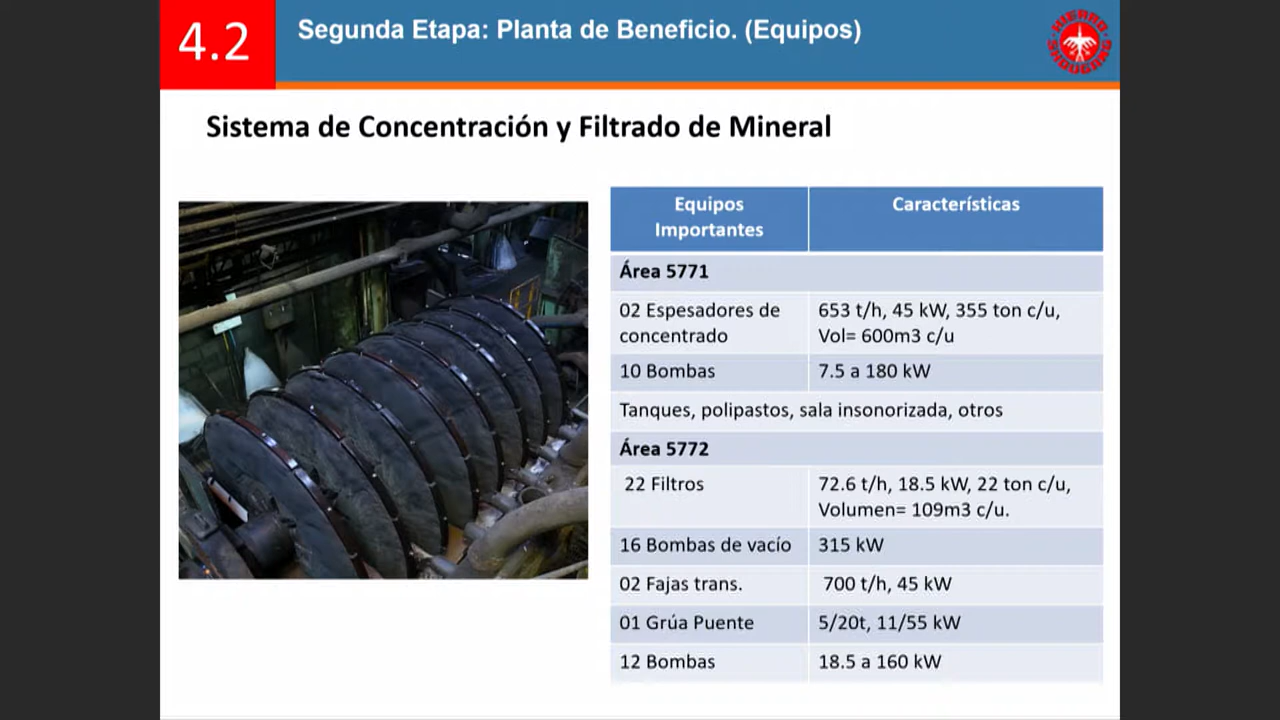 4.2
Segunda Etapa: Planta de Beneficio. (Equipos)
HIERRO
SHOUGANG
Sistema de Concentración y Filtrado de Mineral
Equipos
Importantes
Características
Área 5771
02 Espesadores de
concentrado
653 t/h, 45 kW, 355 ton c/u,
Vol= 600m3 c/u
10 Bombas
7.5 a 180 kW
Tanques, polipastos, sala insonorizada, otros
Área 5772
22 Filtros
72.6 t/h, 18.5 kW, 22 ton c/u,
Volumen= 109m3 c/u.
16 Bombas de vacío
315 kW
02 Fajas trans.
700 t/h, 45 kW
01 Grúa Puente
5/20t, 11/55 kW
12 Bombas
18.5 a 160 kW